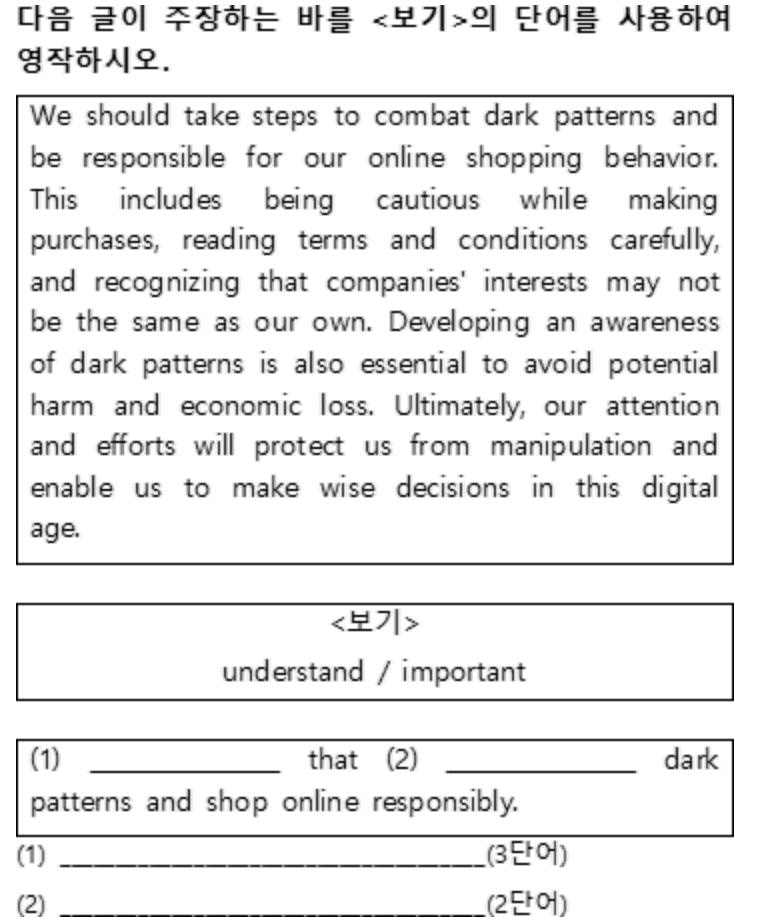 다음 글이 주장하는 바를 <보기>의 단어를 사용하여
영작하시오.
We should take steps to combat dark patterns and
be responsible for our online shopping behavior.
This includes being cautious while making
purchases, reading terms and conditions carefully,
and recognizing that companies' interests may not
be the same as our own. Developing an awareness
of dark patterns is also essential to avoid potential
harm and economic loss. Ultimately, our attention
and efforts will protect us from manipulation and
enable us to make wise decisions in this digital
age.
<보기>
understand / important
(1) ______________ that (2) ______________ dark
patterns and shop online responsibly.
(1) ______________________________(3단어)
(2) ______________________________(2단어)